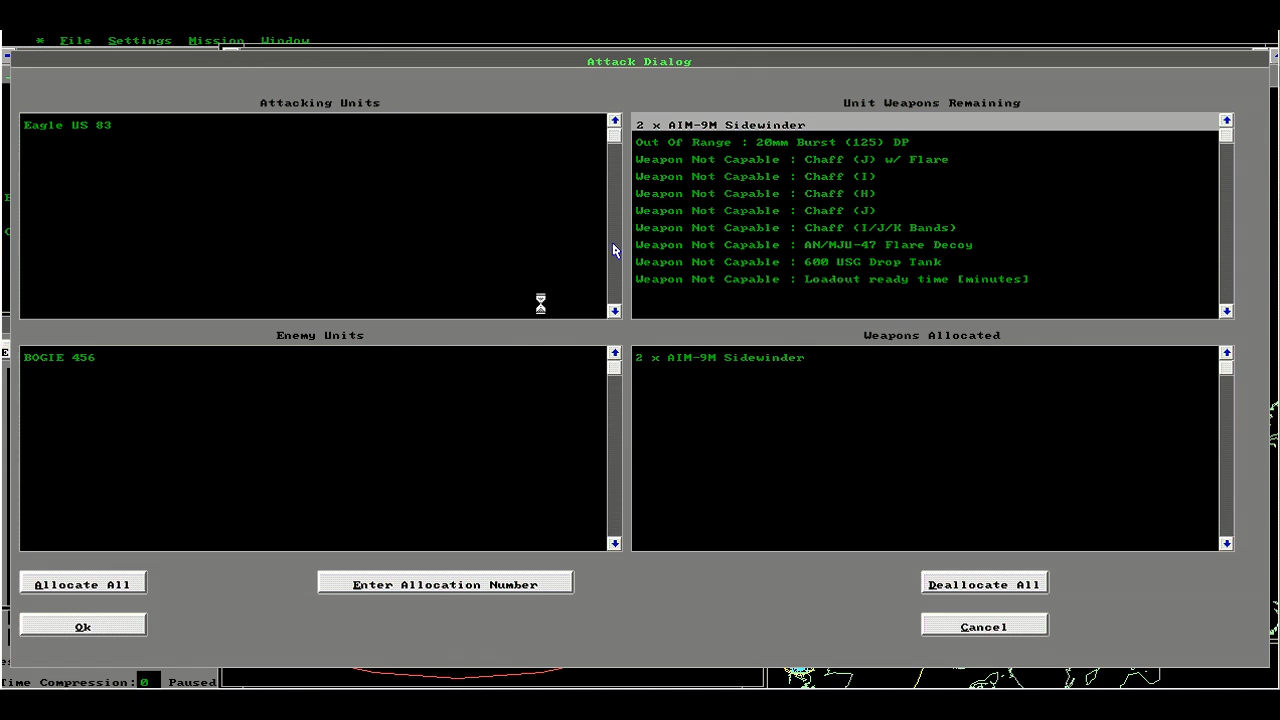 * File Settings Mission Window
Attack Dialog
Attacking Units
Unit Weapons Remaining
Eagle US 83
2 x AIM-9M Sidewinder
Out Of Range : 20mm Burst (125) DP
Weapon Not Capable : Chaff (J) w/ Flare
Weapon Not Capable : Chaff (I)
Weapon Not Capable : Chaff (H)
Weapon Not Capable : Chaff (J)
Weapon Not Capable : Chaff (I/J/K Bands)
Weapon Not Capable : AN/MJU-47 Flare Decoy
Weapon Not Capable : 600 USG Drop Tank
Weapon Not Capable : Loadout ready time [minutes]
Enemy Units
Weapons Allocated
BOGIE 456
2 x AIM-9M Sidewinder
Allocate All
Enter Allocation Number
Deallocate All
Ok
Cancel
Time Compression: 0 Paused